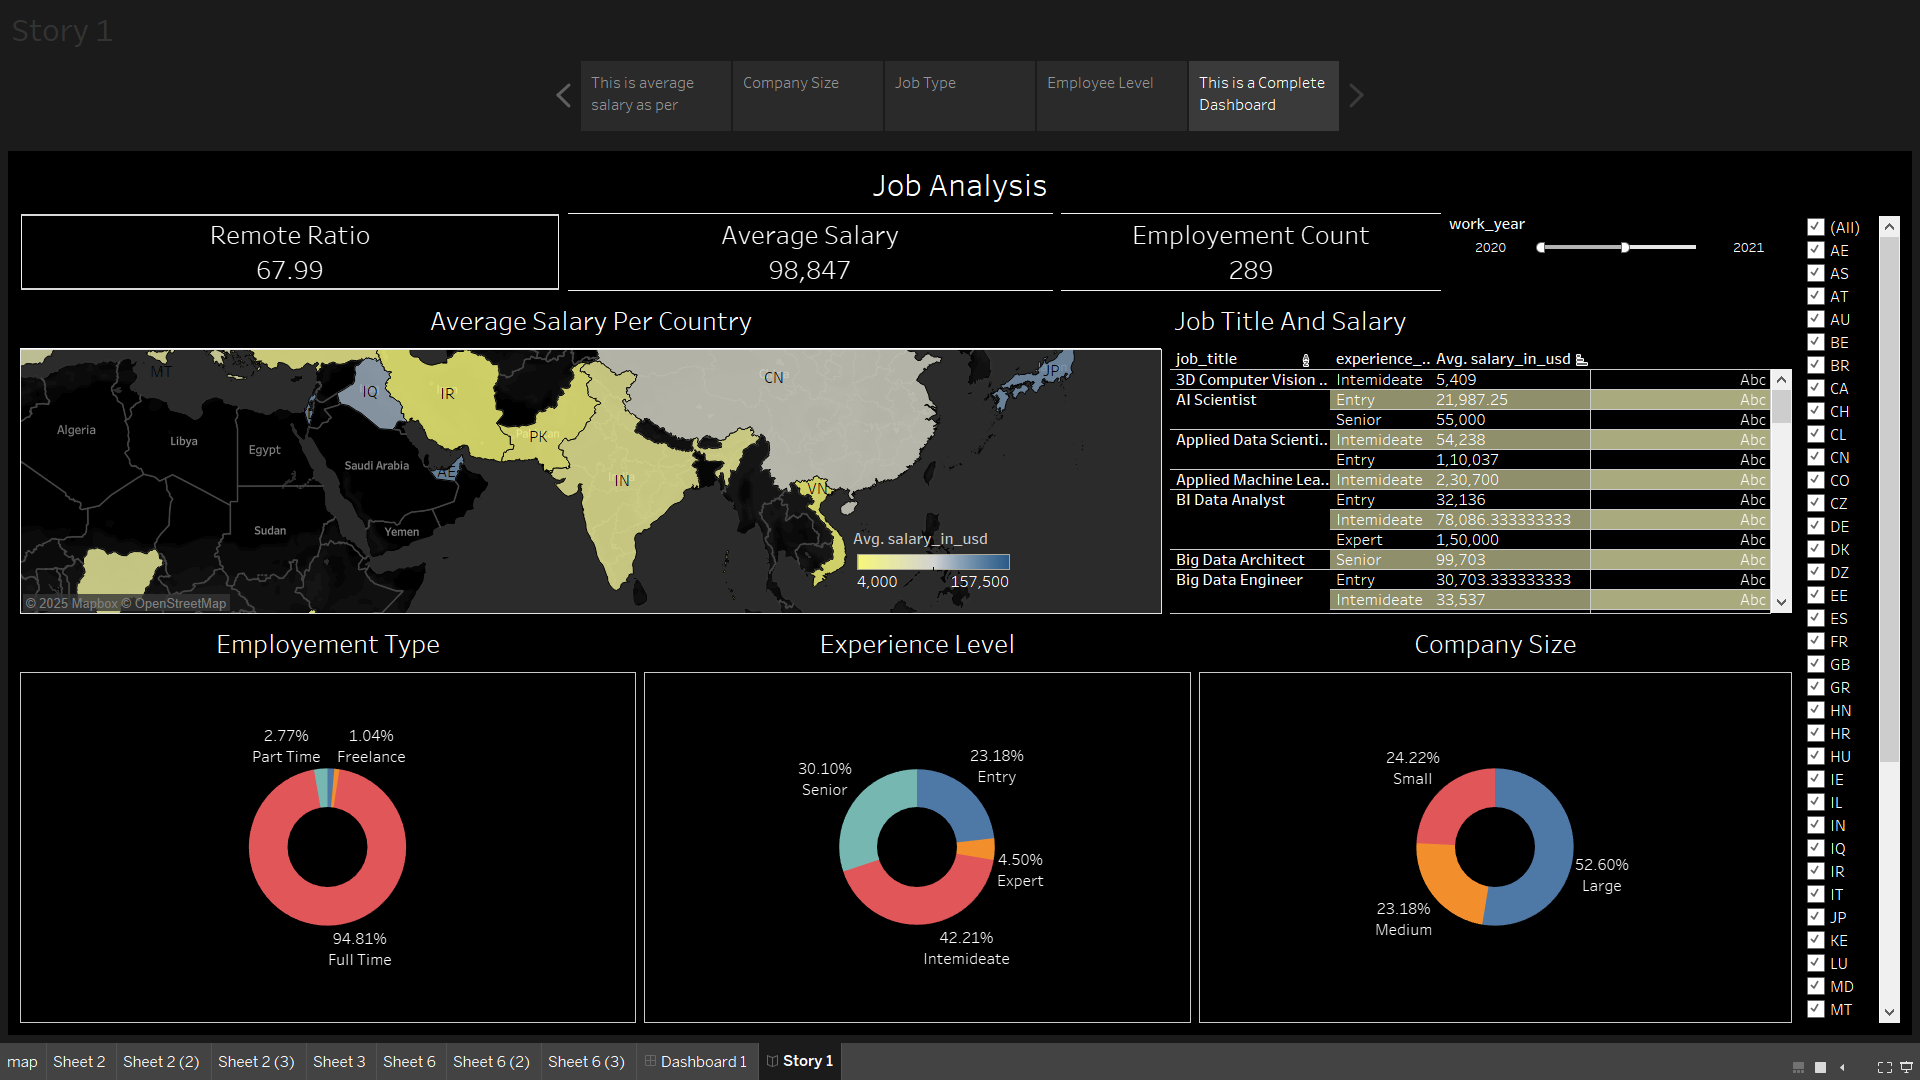 Story 1
This is average
salary as per
Company Size
Job Type
Employee Level
This is a Complete
Dashboard
Job Analysis
Remote Ratio
67.99
Average Salary
98,847
Employement Count
289
work_year
2020
2021
Average Salary Per Country
MT
IQ
IR
CN
JP
Algeria
Libya
Egypt
Saudi Arabia
AE
PK
IN
VN
Sudan
Yemen
Avg. salary_in_usd
4,000
157,500
© 2025 Mapbox © OpenStreetMap
Job Title And Salary
job_title experience_.. Avg. salary_in_usd
3D Computer Vision .. Intemideate 5,409 Abc
AI Scientist Entry 21,987.25 Abc
Senior 55,000 Abc
Applied Data Scienti.. Intemideate 54,238 Abc
Entry 1,10,037 Abc
Applied Machine Lea.. Intemideate 2,30,700 Abc
BI Data Analyst Entry 32,136 Abc
Intemideate 78,086.333333333 Abc
Expert 1,50,000 Abc
Big Data Architect Senior 99,703 Abc
Big Data Engineer Entry 30,703.333333333 Abc
Intemideate 33,537 Abc
Employement Type
2.77%
Part Time
1.04%
Freelance
94.81%
Full Time
Experience Level
30.10%
Senior
23.18%
Entry
4.50%
Expert
42.21%
Intemideate
Company Size
24.22%
Small
52.60%
Large
23.18%
Medium
(All)
AE
AS
AT
AU
BE
BR
CA
CH
CL
CN
CO
CZ
DE
DK
DZ
EE
ES
FR
GB
GR
HN
HR
HU
IE
IL
IN
IQ
IR
IT
JP
KE
LU
MD
MT
map
Sheet 2
Sheet 2 (2)
Sheet 2 (3)
Sheet 3
Sheet 6
Sheet 6 (2)
Sheet 6 (3)
Dashboard 1
Story 1